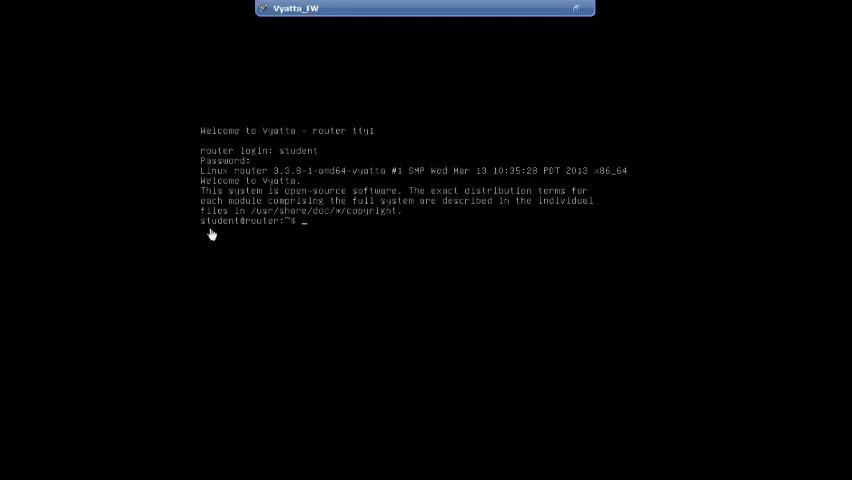 Vyatta_FW
Welcome to Vyatta - router tty1
router login: student
Password:
Linux router 3.3.8-1-amd64-vyatta #1 SMP Wed Mar 13 10:35:28 PDT 2013 x86_64
Welcome to Vyatta.
This system is open-source software. The exact distribution terms for
each module comprising the full system are described in the individual
files in /usr/share/doc/*/copyright.
student@router:~$ _